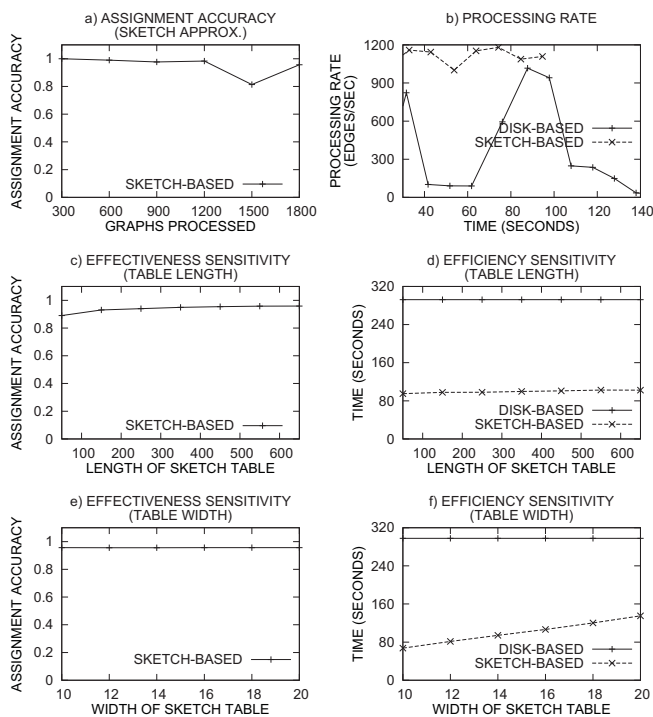 a) ASSIGNMENT ACCURACY
(SKETCH APPROX.)
ASSIGNMENT ACCURACY
1
0.8
0.6
0.4
0.2
0
SKETCH-BASED
300 600 900 1200 1500 1800
GRAPHS PROCESSED
b) PROCESSING RATE
PROCESSING RATE
(EDGES/SEC)
1200
900
600
300
0
DISK-BASED
SKETCH-BASED
40 60 80 100 120 140
TIME (SECONDS)
c) EFFECTIVENESS SENSITIVITY
(TABLE LENGTH)
ASSIGNMENT ACCURACY
1
0.8
0.6
0.4
0.2
0
SKETCH-BASED
100 200 300 400 500 600
LENGTH OF SKETCH TABLE
d) EFFICIENCY SENSITIVITY
(TABLE LENGTH)
TIME (SECONDS)
320
240
160
80
0
DISK-BASED
SKETCH-BASED
100 200 300 400 500 600
LENGTH OF SKETCH TABLE
e) EFFECTIVENESS SENSITIVITY
(TABLE WIDTH)
ASSIGNMENT ACCURACY
1
0.8
0.6
0.4
0.2
0
SKETCH-BASED
10 12 14 16 18 20
WIDTH OF SKETCH TABLE
f) EFFICIENCY SENSITIVITY
(TABLE WIDTH)
TIME (SECONDS)
320
240
160
80
0
DISK-BASED
SKETCH-BASED
10 12 14 16 18 20
WIDTH OF SKETCH TABLE